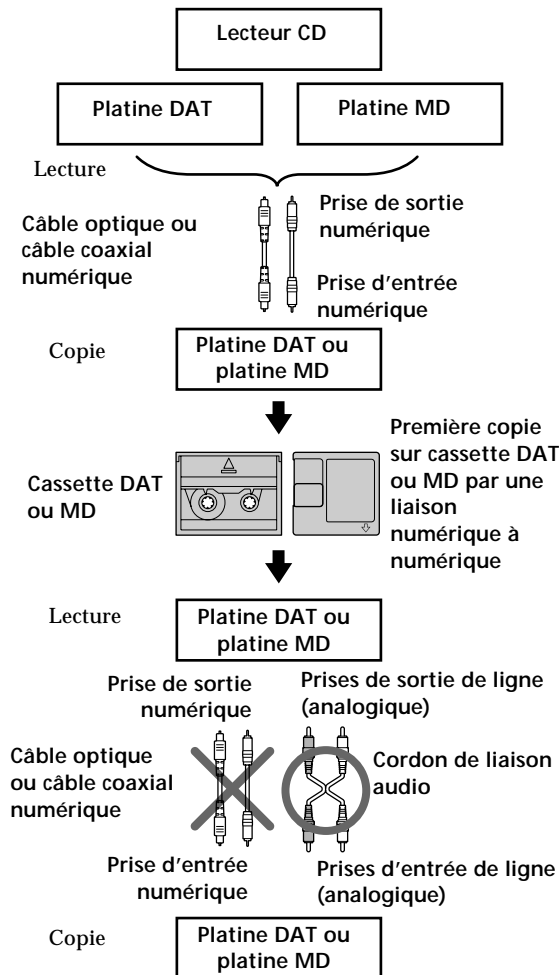 Lecteur CD
Platine DAT
Platine MD
Lecture
Câble optique ou
câble coaxial
numérique
Prise de sortie
numérique
Prise d'entrée
numérique
Copie
Platine DAT ou
platine MD
Cassette DAT
ou MD
Première copie
sur cassette DAT
ou MD par une
liaison
numérique à
numérique
Lecture
Platine DAT ou
platine MD
Prise de sortie
numérique
Prises de sortie de ligne
(analogique)
Câble optique
ou câble coaxial
numérique
Cordon de liaison
audio
Prise d'entrée
numérique
Prises d'entrée de ligne
(analogique)
Copie
Platine DAT ou
platine MD